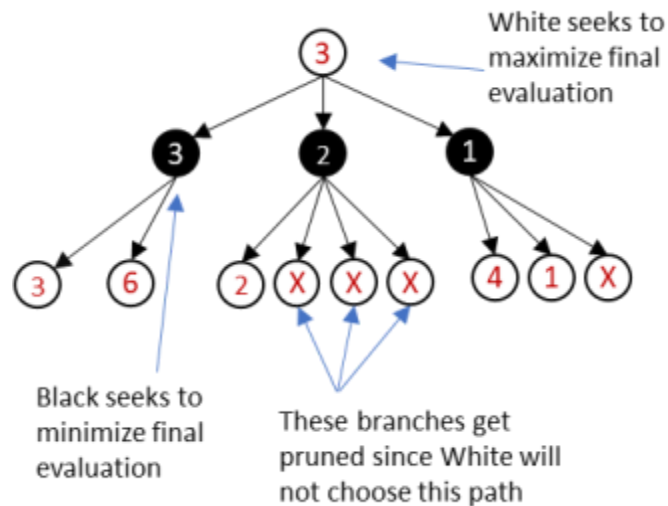 White seeks to
maximize final
evaluation
3
3
2
1
3
6
2
X
X
X
4
1
X
Black seeks to
minimize final
evaluation
These branches get
pruned since White will
not choose this path